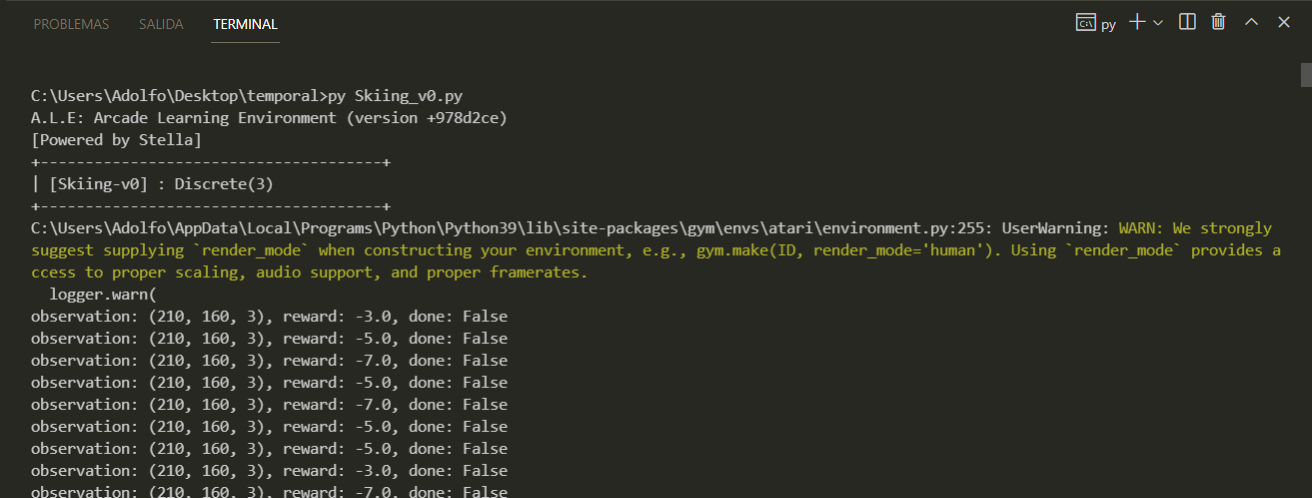 PROBLEMAS SALIDA TERMINAL py
C:\Users\Adolfo\Desktop\temporal>py Skiing_v0.py
A.L.E: Arcade Learning Environment (version +978d2ce)
[Powered by Stella]
+--------------------------------------+
| [Skiing-v0] : Discrete(3)
+--------------------------------------+
C:\Users\Adolfo\AppData\Local\Programs\Python\Python39\lib\site-packages\gym\envs\atari\environment.py:255: UserWarning: WARN: We strongly
suggest supplying `render_mode` when constructing your environment, e.g., gym.make(ID, render_mode='human'). Using `render_mode` provides a
ccess to proper scaling, audio support, and proper framerates.
  logger.warn(
observation: (210, 160, 3), reward: -3.0, done: False
observation: (210, 160, 3), reward: -5.0, done: False
observation: (210, 160, 3), reward: -7.0, done: False
observation: (210, 160, 3), reward: -5.0, done: False
observation: (210, 160, 3), reward: -7.0, done: False
observation: (210, 160, 3), reward: -5.0, done: False
observation: (210, 160, 3), reward: -5.0, done: False
observation: (210, 160, 3), reward: -3.0, done: False
observation: (210, 160, 3), reward: -7.0, done: False